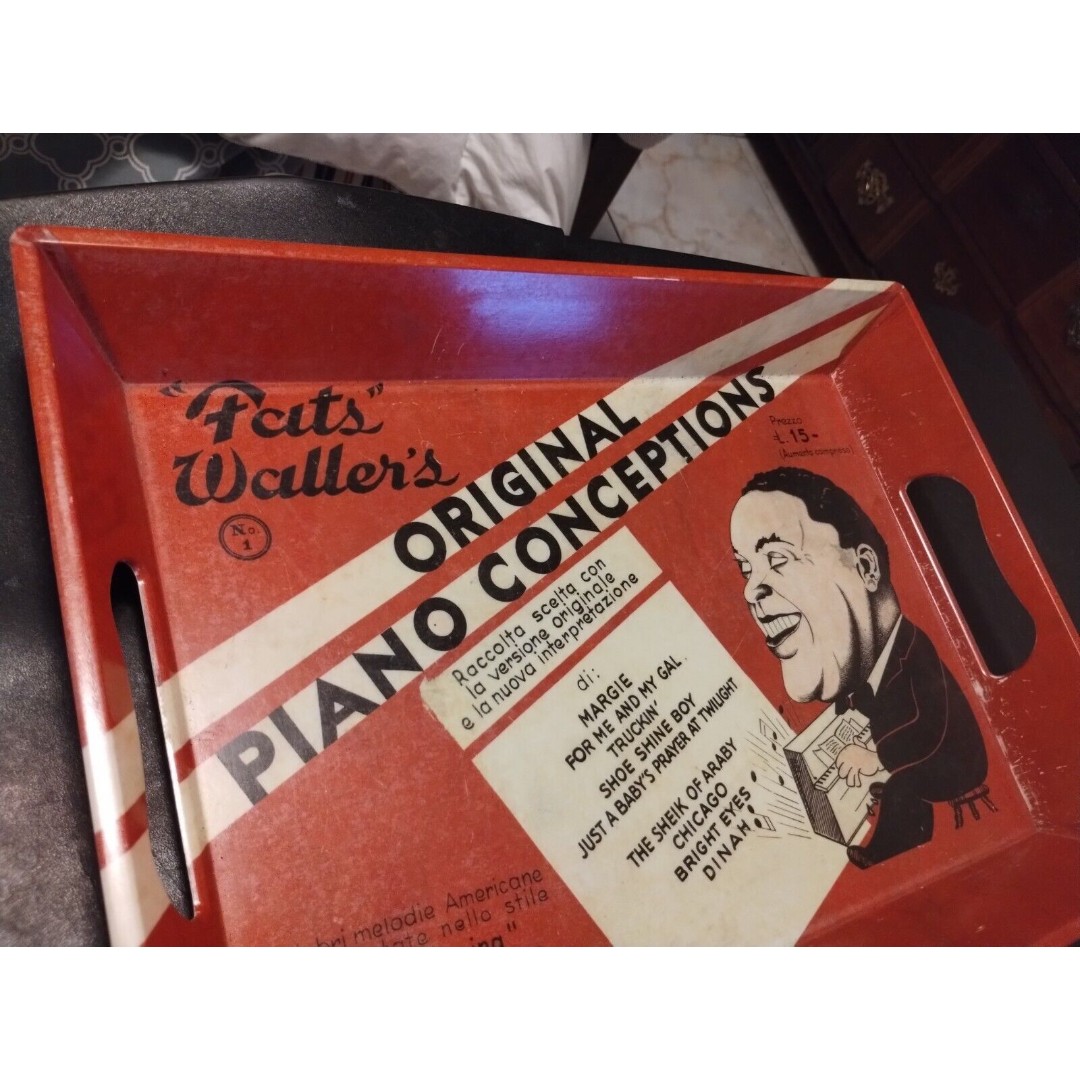 "Fats"
Waller's
No.
1
ORIGINAL
PIANO CONCEPTIONS
Prezzo
£. 15-
(Aumento compreso)
Raccolta scelta con
la versione originale
e la nuova interpretazione
di:
MARGIE
FOR ME AND MY GAL
TRUCKIN'
SHOE SHINE BOY
JUST A BABY'S PRAYER AT TWILIGHT
THE SHEIK OF ARABY
CHICAGO
BRIGHT EYES
DINAH
melodie Americane
nello stile